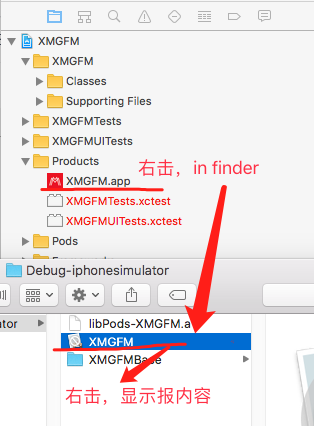 XMGFM
XMGFM
Classes
Supporting Files
XMGFMTests
XMGFMUITests
Products
右击，in finder
XMGFM.app
XMGFMTests.xctest
XMGFMUITests.xctest
Pods
Debug-iphonesimulator
ator
libPods-XMGFM.a
XMGFM
XMGFMBase
右击，显示报内容